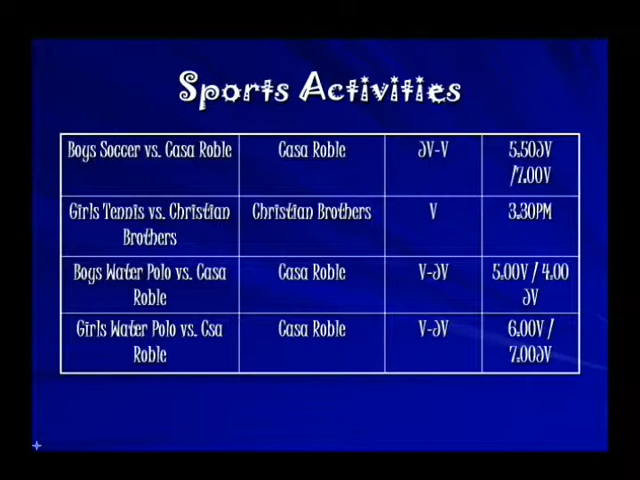 Sports Activities
Boys Soccer vs. Casa Roble
Casa Roble
JV-V
5.50JV
/7.00V
Girls Tennis vs. Christian
Brothers
Christian Brothers
V
3.30PM
Boys Water Polo vs. Casa
Roble
Casa Roble
V-JV
5.00V / 4.00
JV
Girls Water Polo vs. Csa
Roble
Casa Roble
V-JV
6.00V /
7.00JV